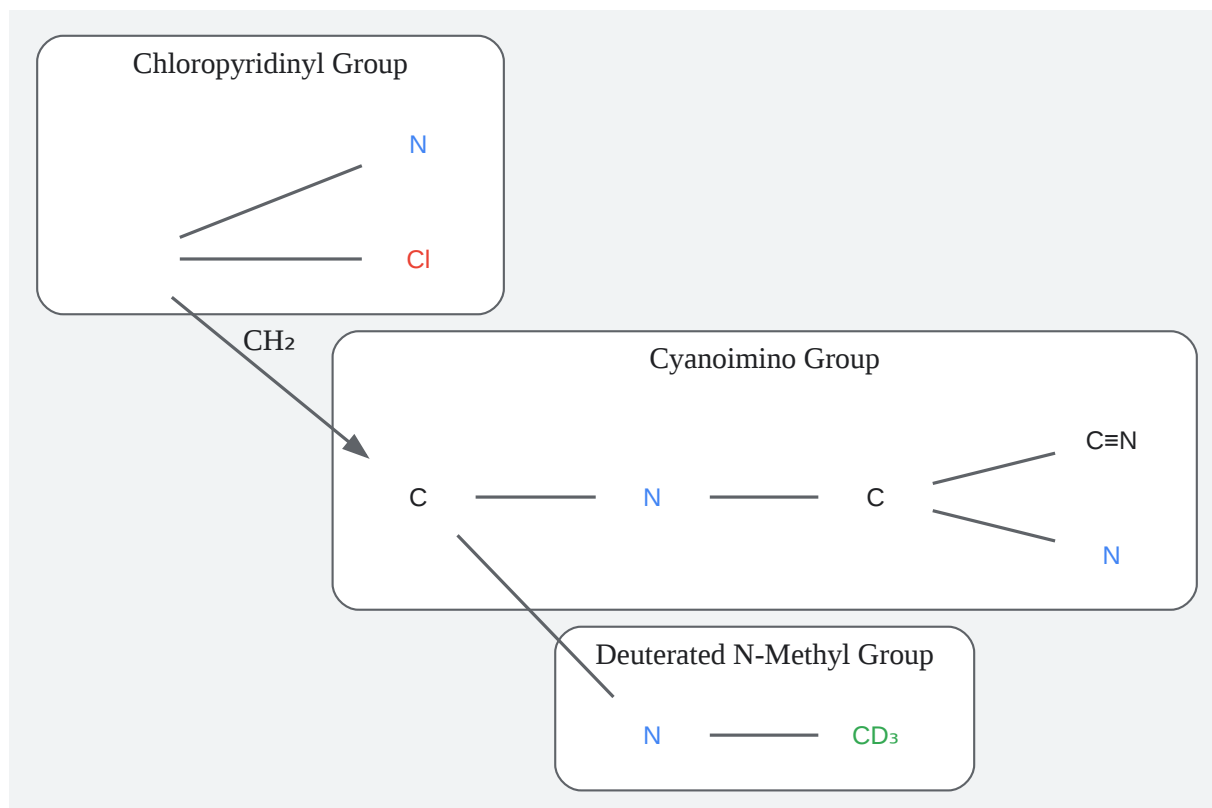 Chloropyridinyl Group
N
Cl
CH₂
Cyanoimino Group
C≡N
C N C
N
Deuterated N-Methyl Group
N CD₃